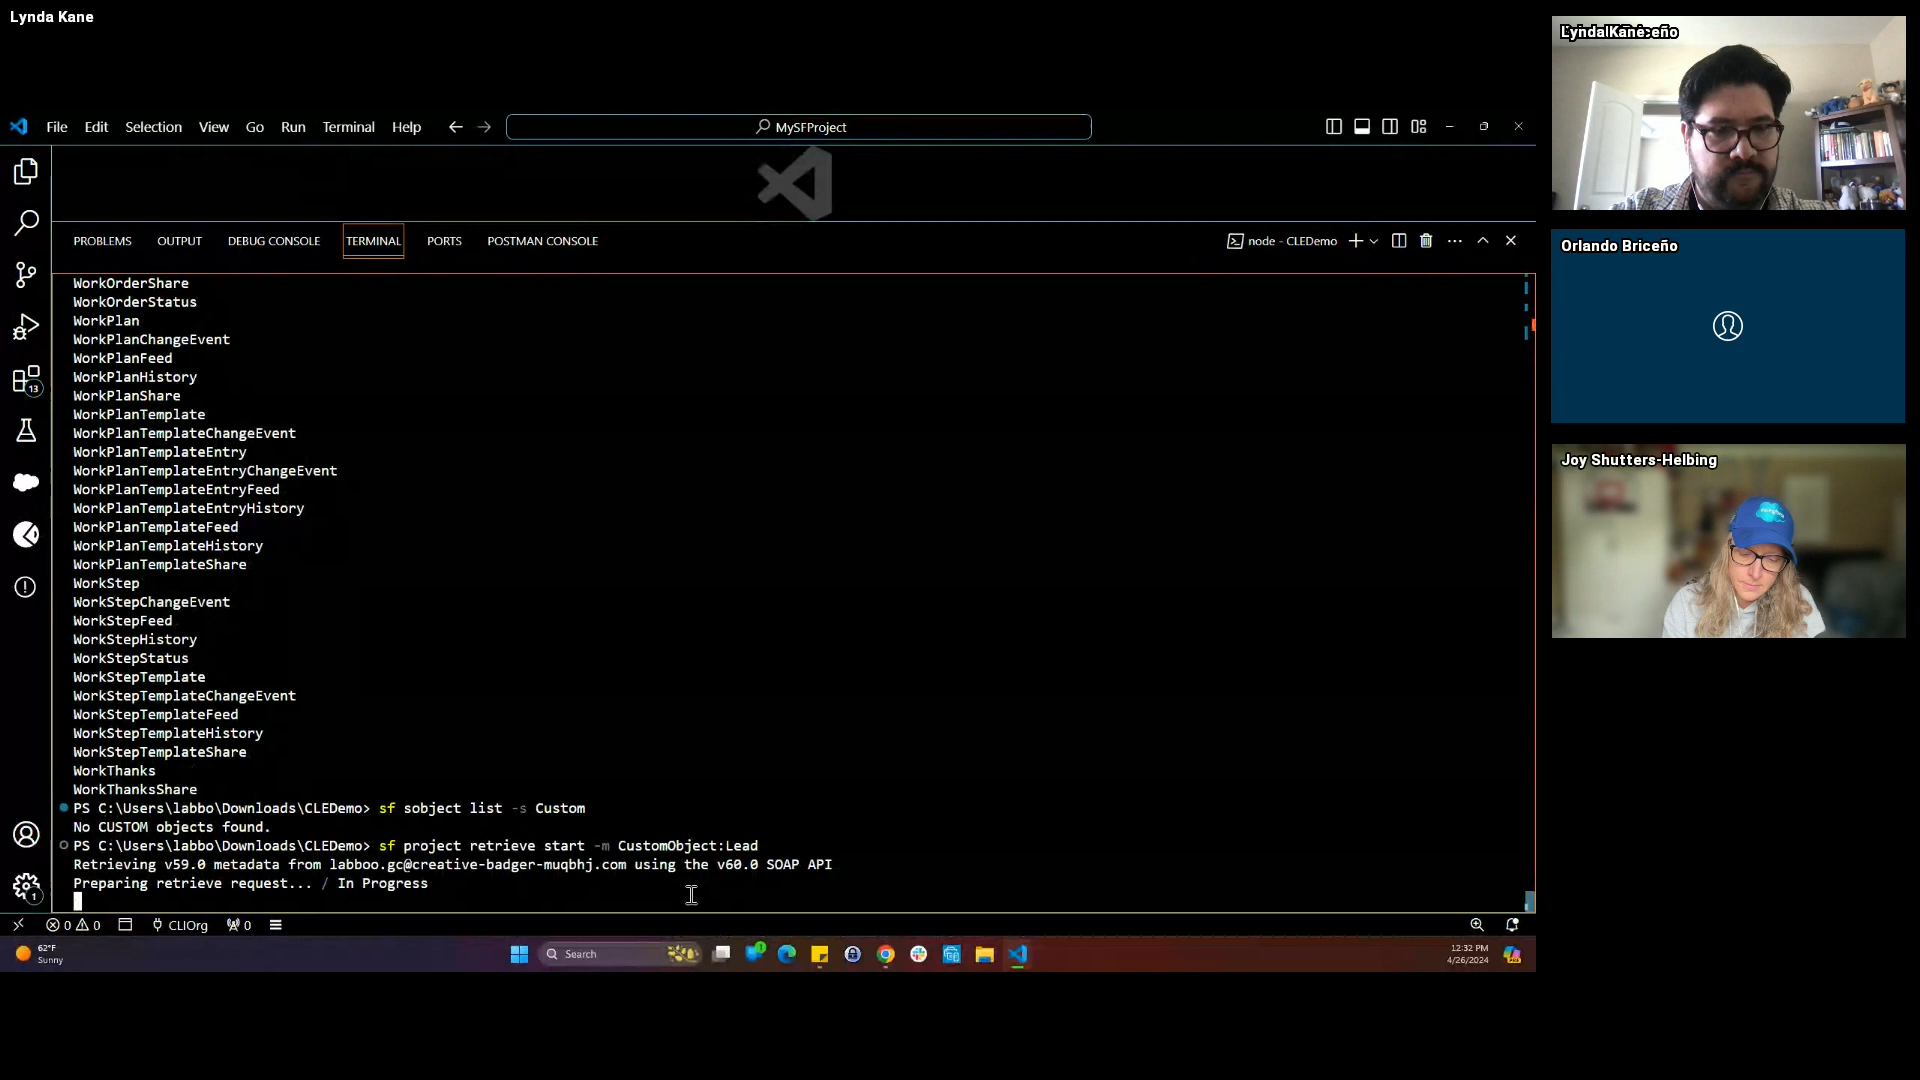 Lynda Kane
File Edit Selection View Go Run Terminal Help
MySFProject
PROBLEMS OUTPUT DEBUG CONSOLE TERMINAL PORTS POSTMAN CONSOLE
node - CLEDemo
WorkOrderShare
WorkOrderStatus
WorkPlan
WorkPlanChangeEvent
WorkPlanFeed
WorkPlanHistory
WorkPlanShare
WorkPlanTemplate
WorkPlanTemplateChangeEvent
WorkPlanTemplateEntry
WorkPlanTemplateEntryChangeEvent
WorkPlanTemplateEntryFeed
WorkPlanTemplateEntryHistory
WorkPlanTemplateFeed
WorkPlanTemplateHistory
WorkPlanTemplateShare
WorkStep
WorkStepChangeEvent
WorkStepFeed
WorkStepHistory
WorkStepStatus
WorkStepTemplate
WorkStepTemplateChangeEvent
WorkStepTemplateFeed
WorkStepTemplateHistory
WorkStepTemplateShare
WorkThanks
WorkThanksShare
PS C:\Users\labbo\Downloads\CLEDemo> sf sobject list -s Custom
No CUSTOM objects found.
PS C:\Users\labbo\Downloads\CLEDemo> sf project retrieve start -m CustomObject:Lead
Retrieving v59.0 metadata from labboo.gc@creative-badger-muqbhj.com using the v60.0 SOAP API
Preparing retrieve request... / In Progress
13
1
0 0 CLIOrg 0
62°F
Sunny
Search
1
12:32 PM
4/26/2024
Orlando Briceño
Joy Shutters-Helbing